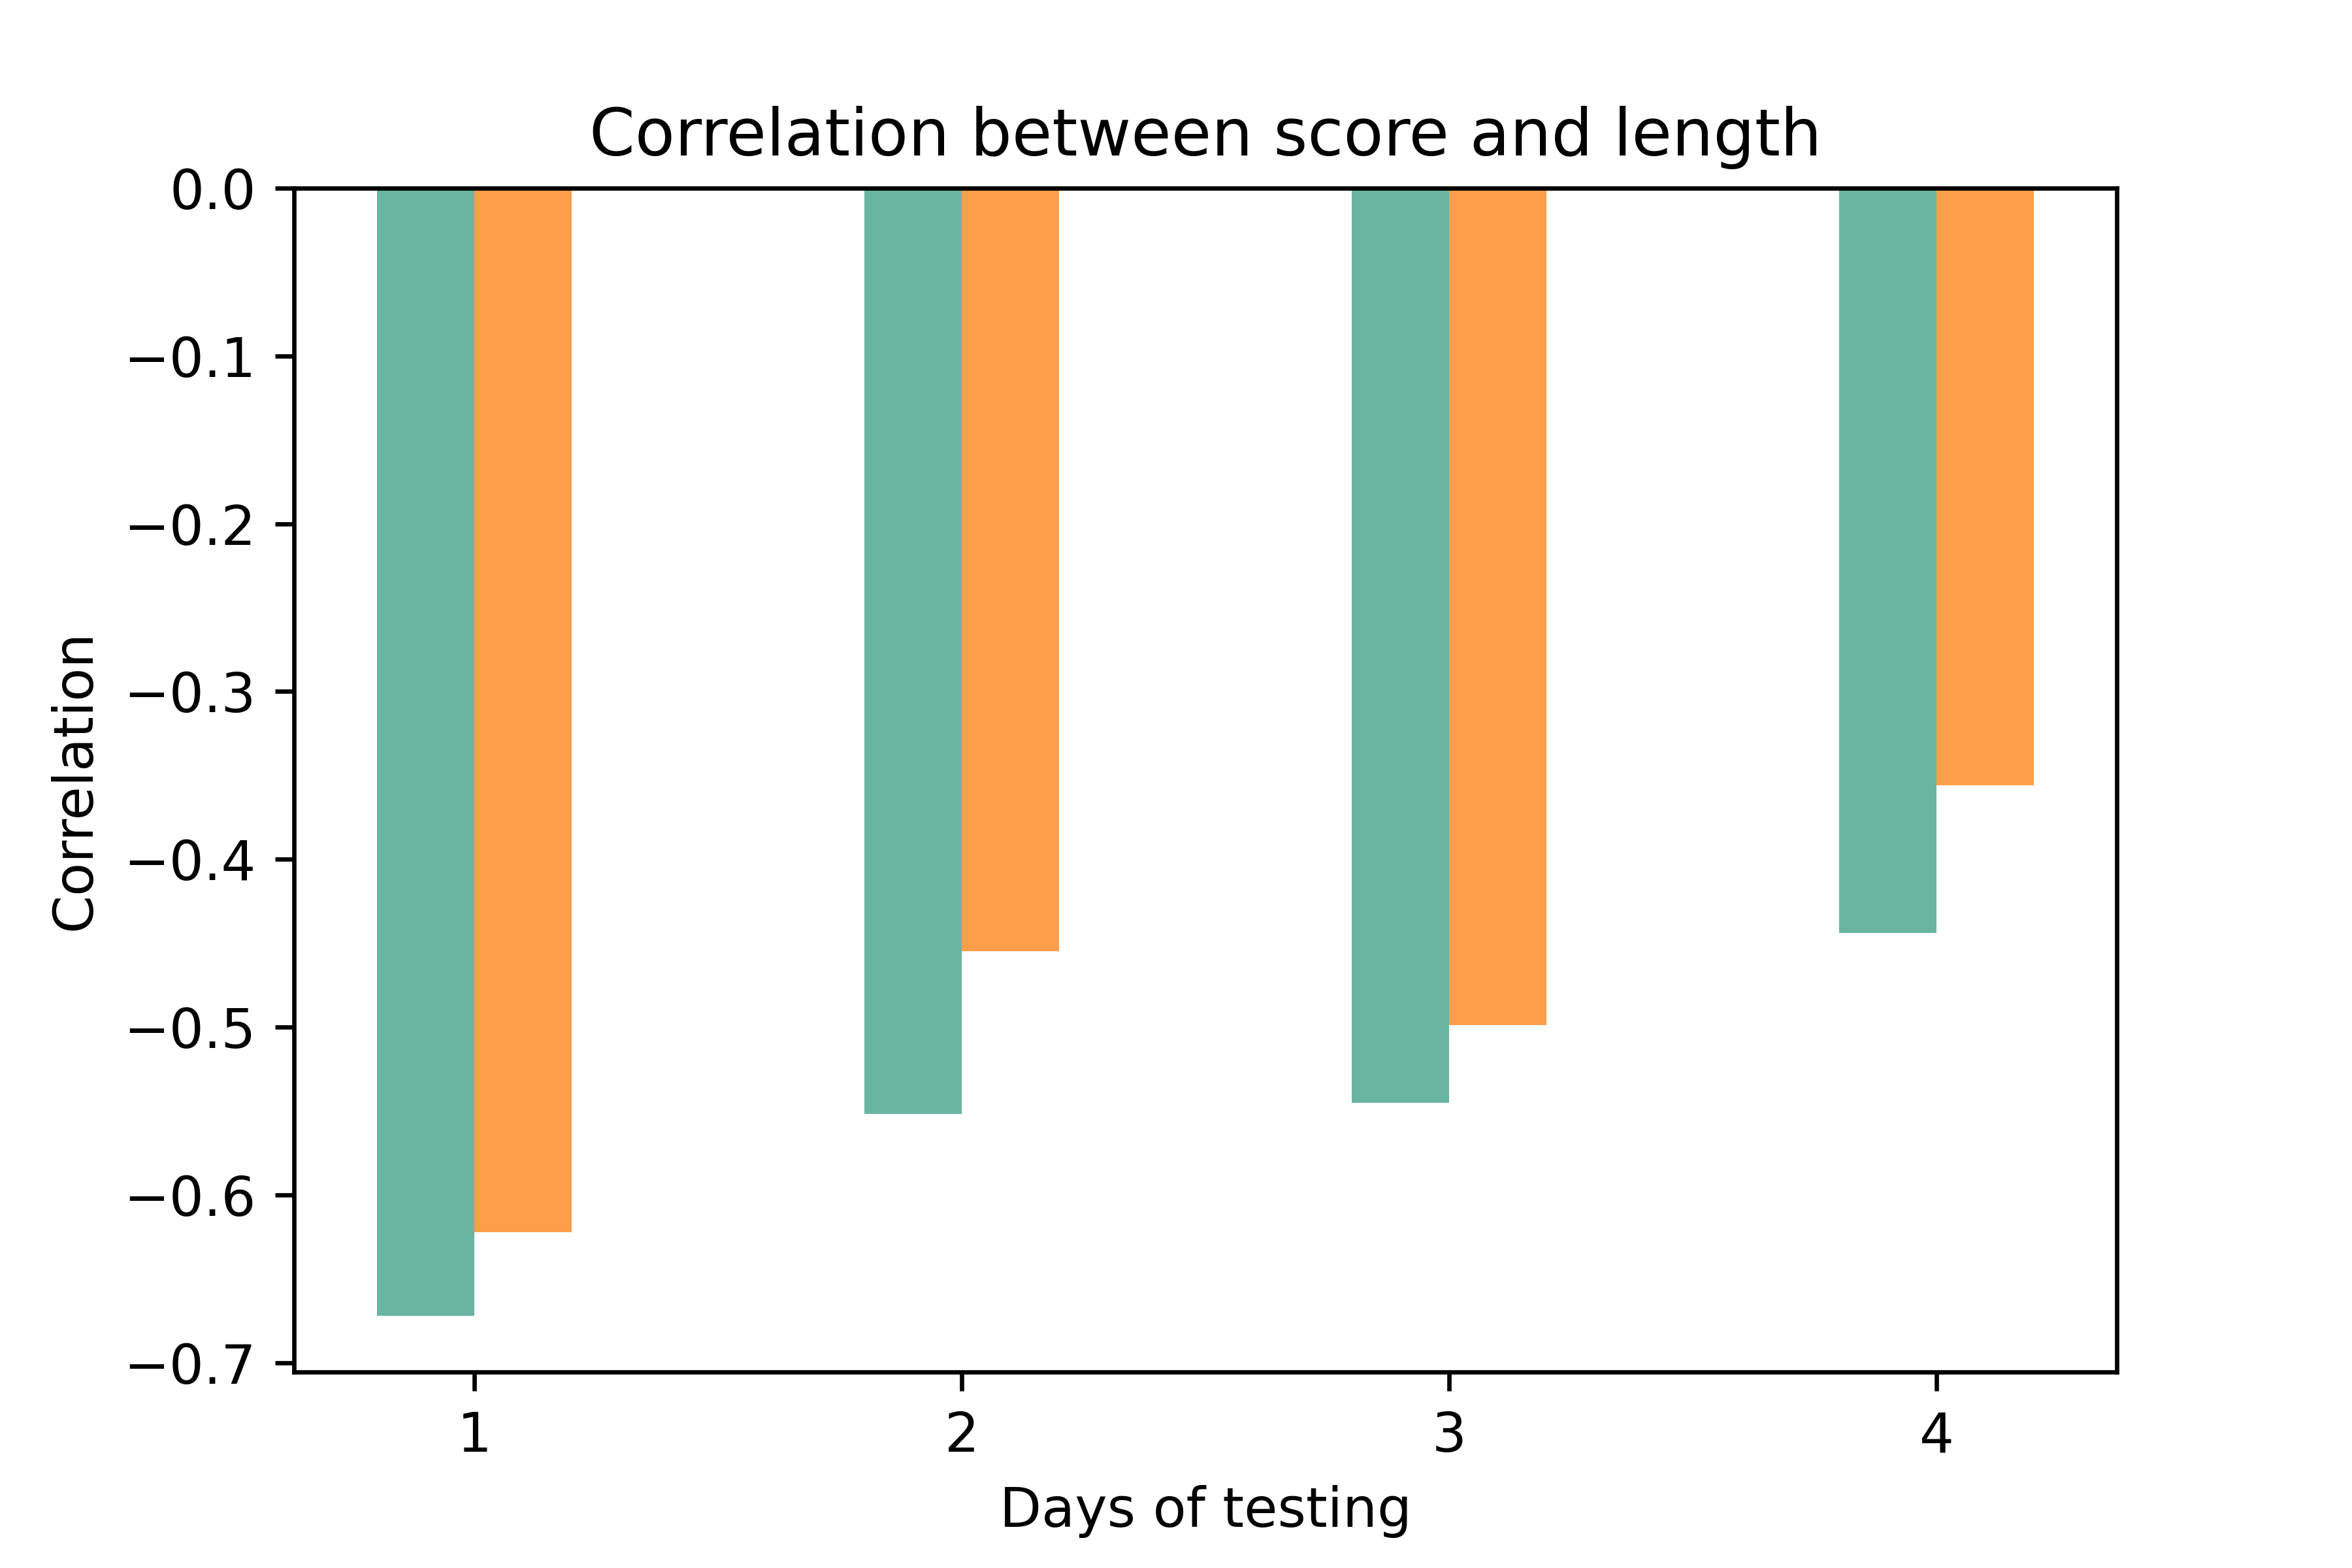 Correlation between score and length
0.0
−0.1
−0.2
−0.3
−0.4
−0.5
−0.6
−0.7
Correlation
1 2 3 4
Days of testing